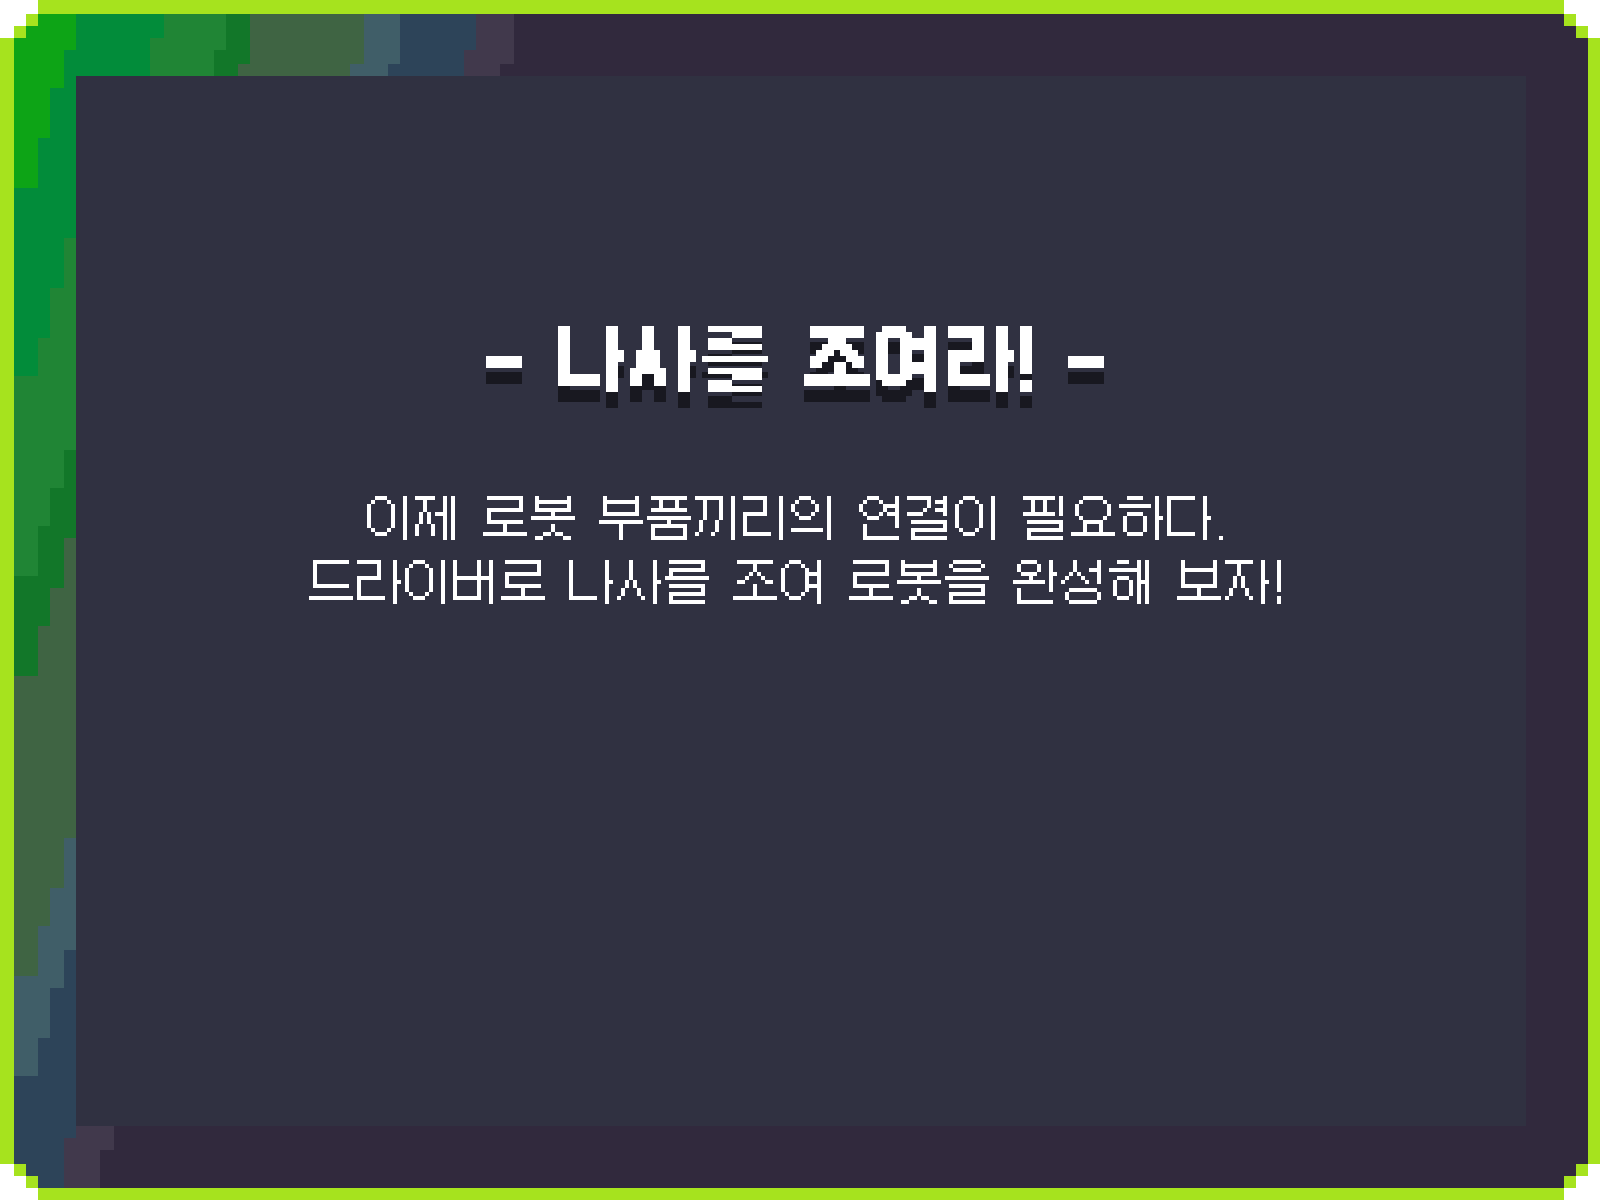 - 나사를 조여라! -
이제 로봇 부품끼리의 연결이 필요하다.
드라이버로 나사를 조여 로봇을 완성해 보자!